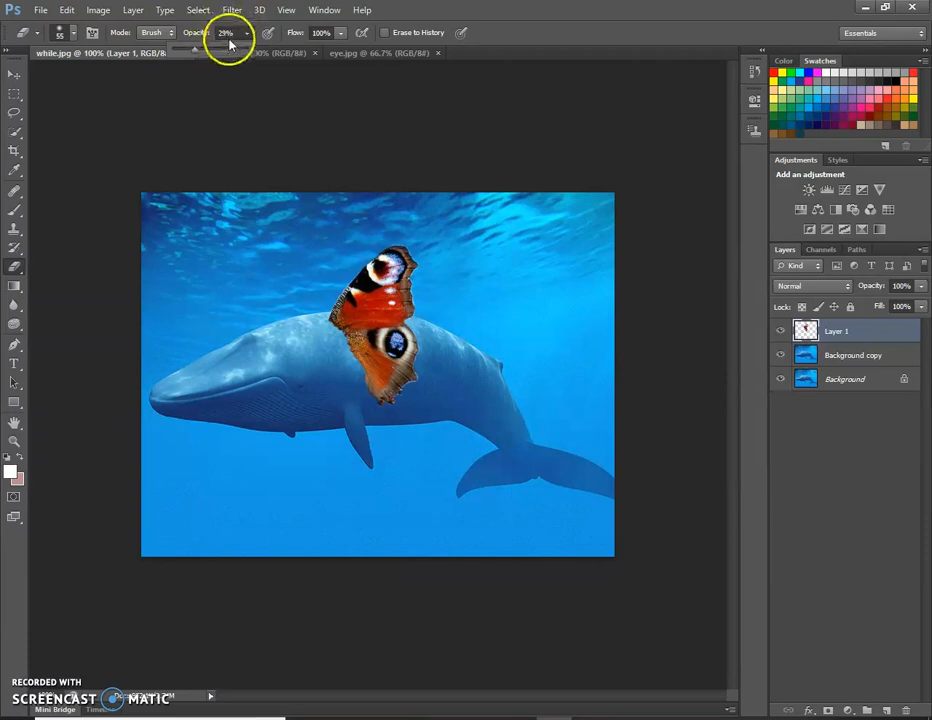 Ps File Edit Image Layer Type Select Filter 3D View Window Help
55 Mode: Brush Opacity: 29% Flow: 100% Erase to History Essentials
while.jpg @ 100% (Layer 1, RGB/8# (RGB/8#) × eye.jpg @ 66.7% (RGB/8#) ×
Color Swatches
Adjustments Styles
Add an adjustment
Layers Channels Paths
Kind
Normal Opacity: 100%
Lock: Fill: 100%
Layer 1
Background copy
Background
T
RECORDED WITH
SCREENCAST MATIC
Mini Bridge
fx